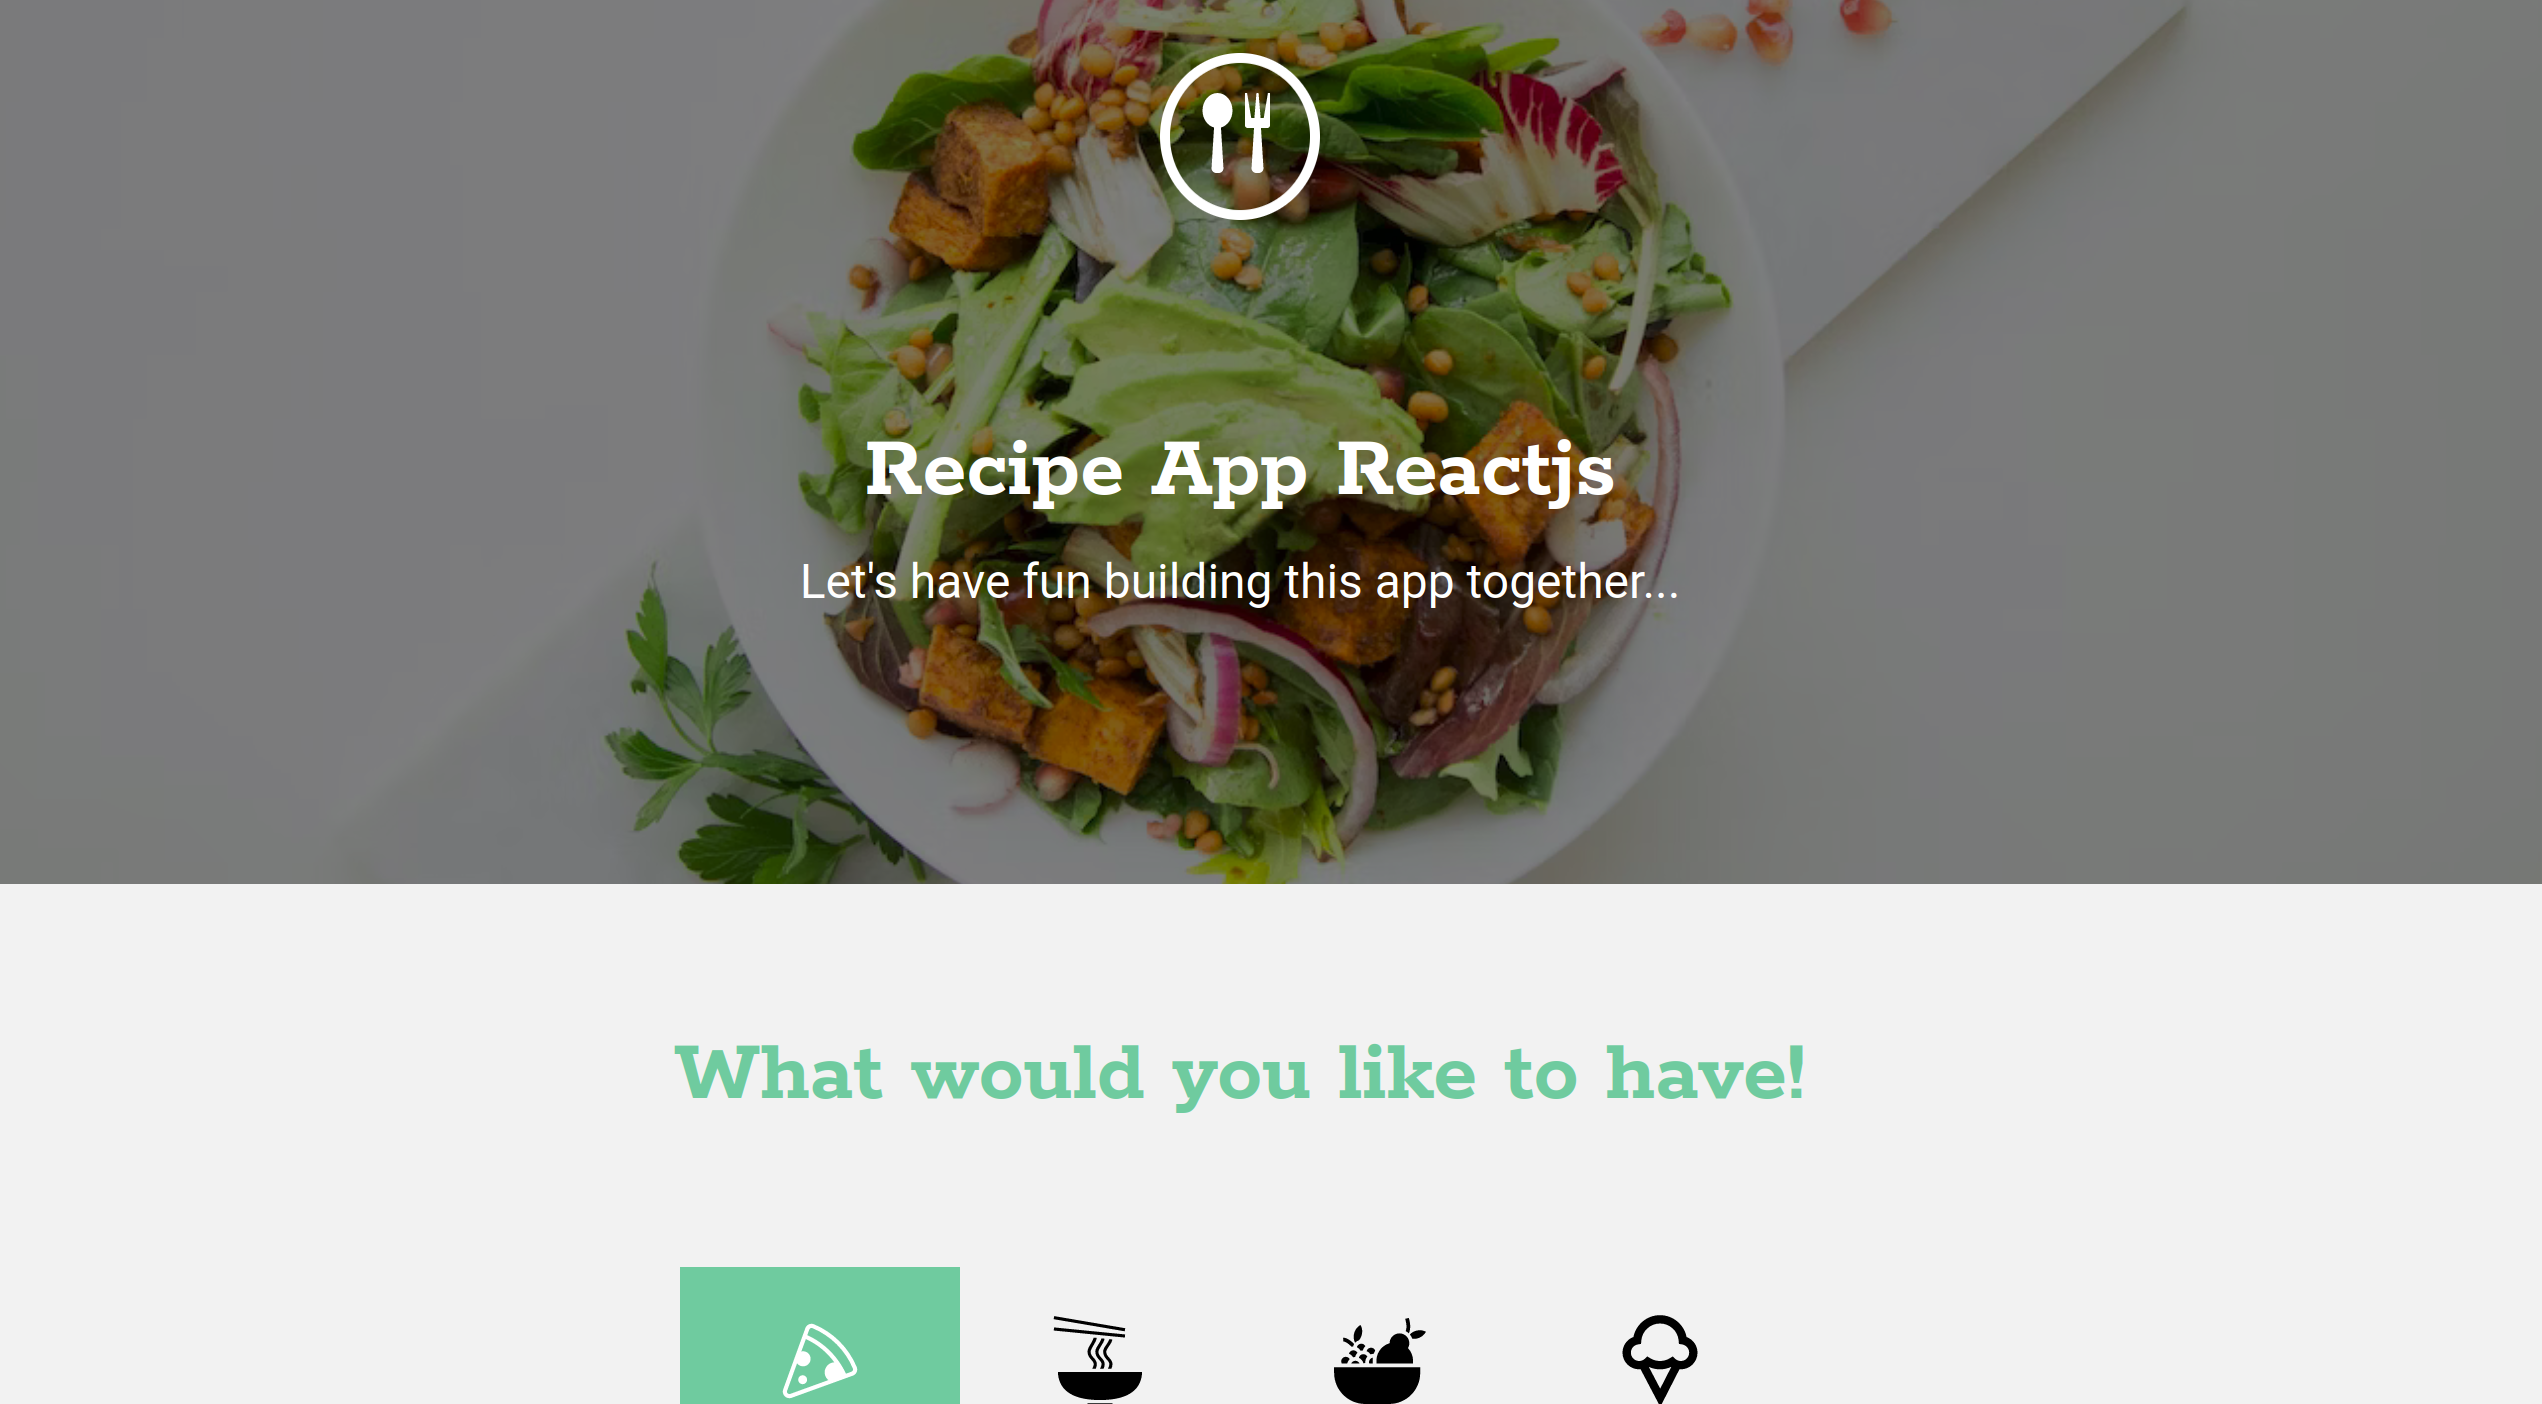 Recipe App Reactjs
Let's have fun building this app together...
What would you like to have!